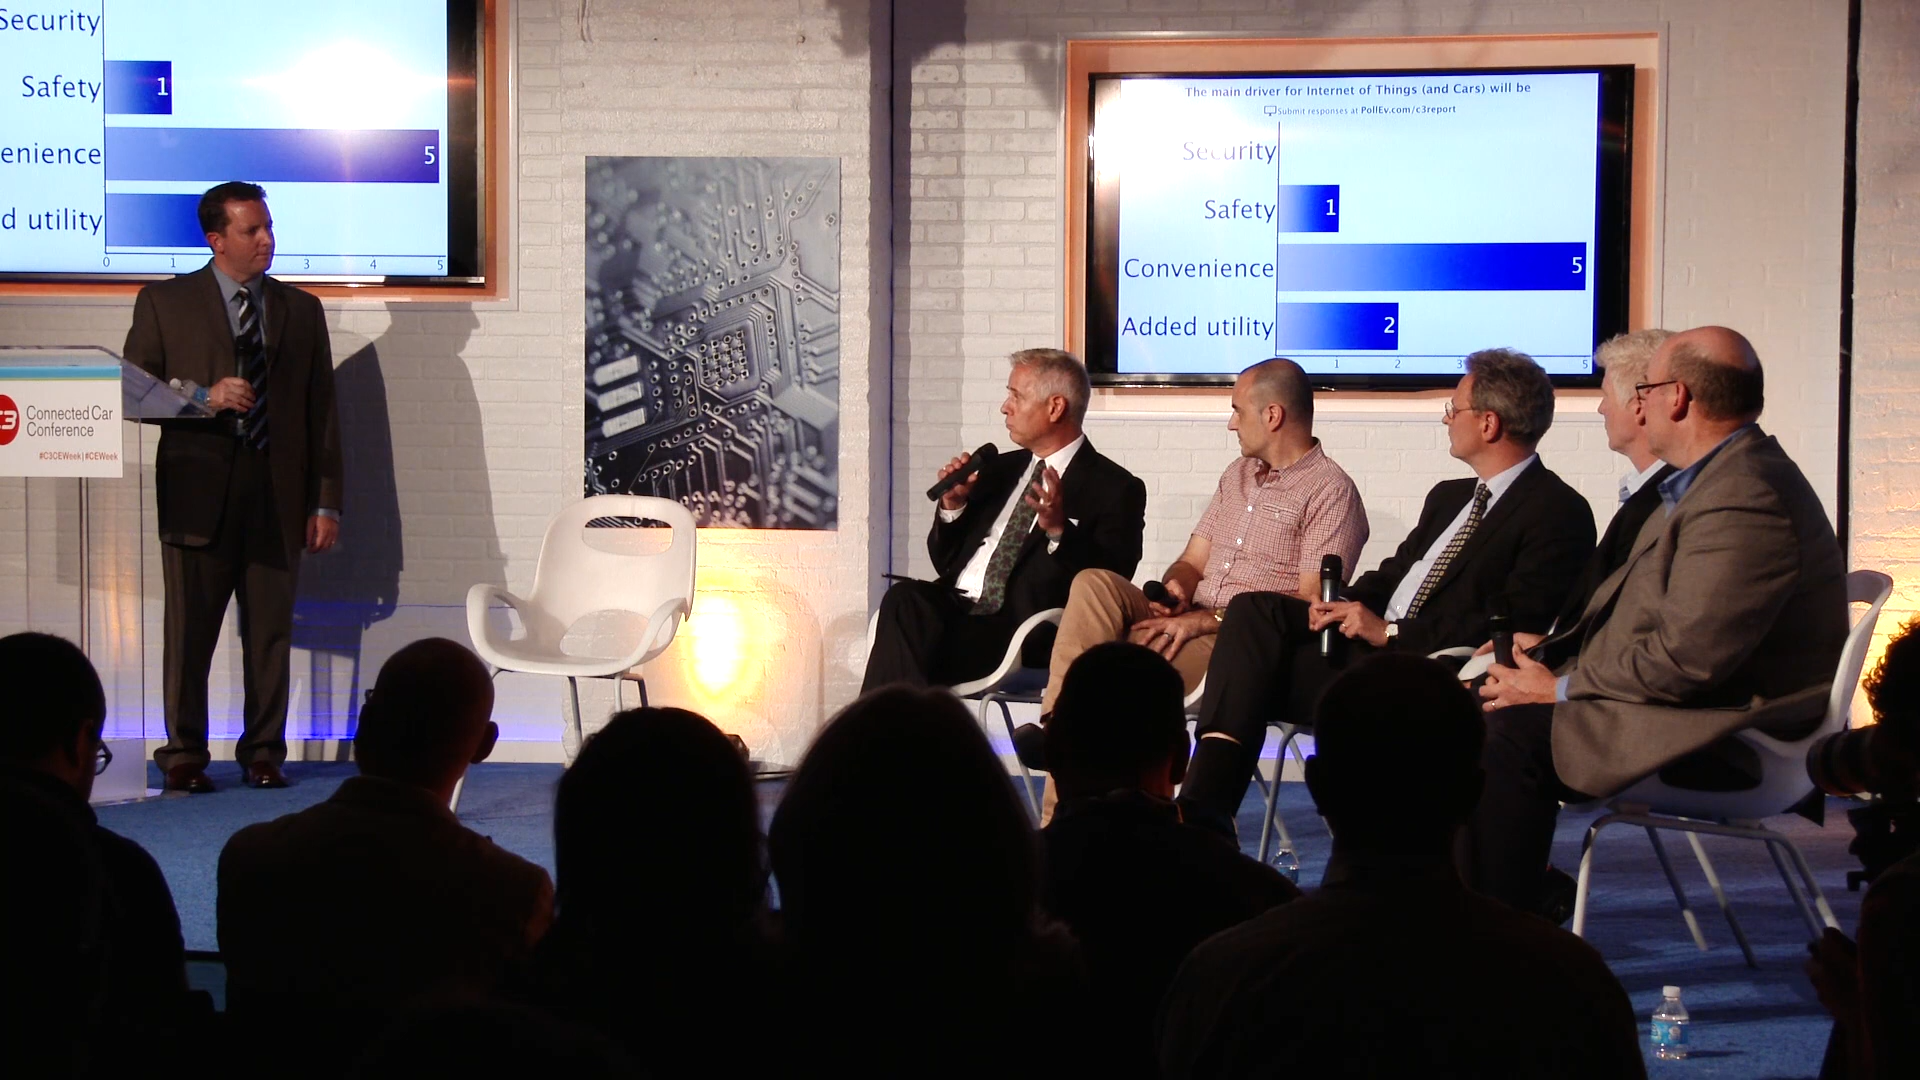 Security
Safety
1
enience
5
d utility
0 1 3 4 5
C3
Connected Car
Conference
#C3CEWeek | #CEWeek
The main driver for Internet of Things (and Cars) will be
Submit responses at PollEv.com/c3report
Security
Safety
1
Convenience
5
Added utility
2
1 2 3 5